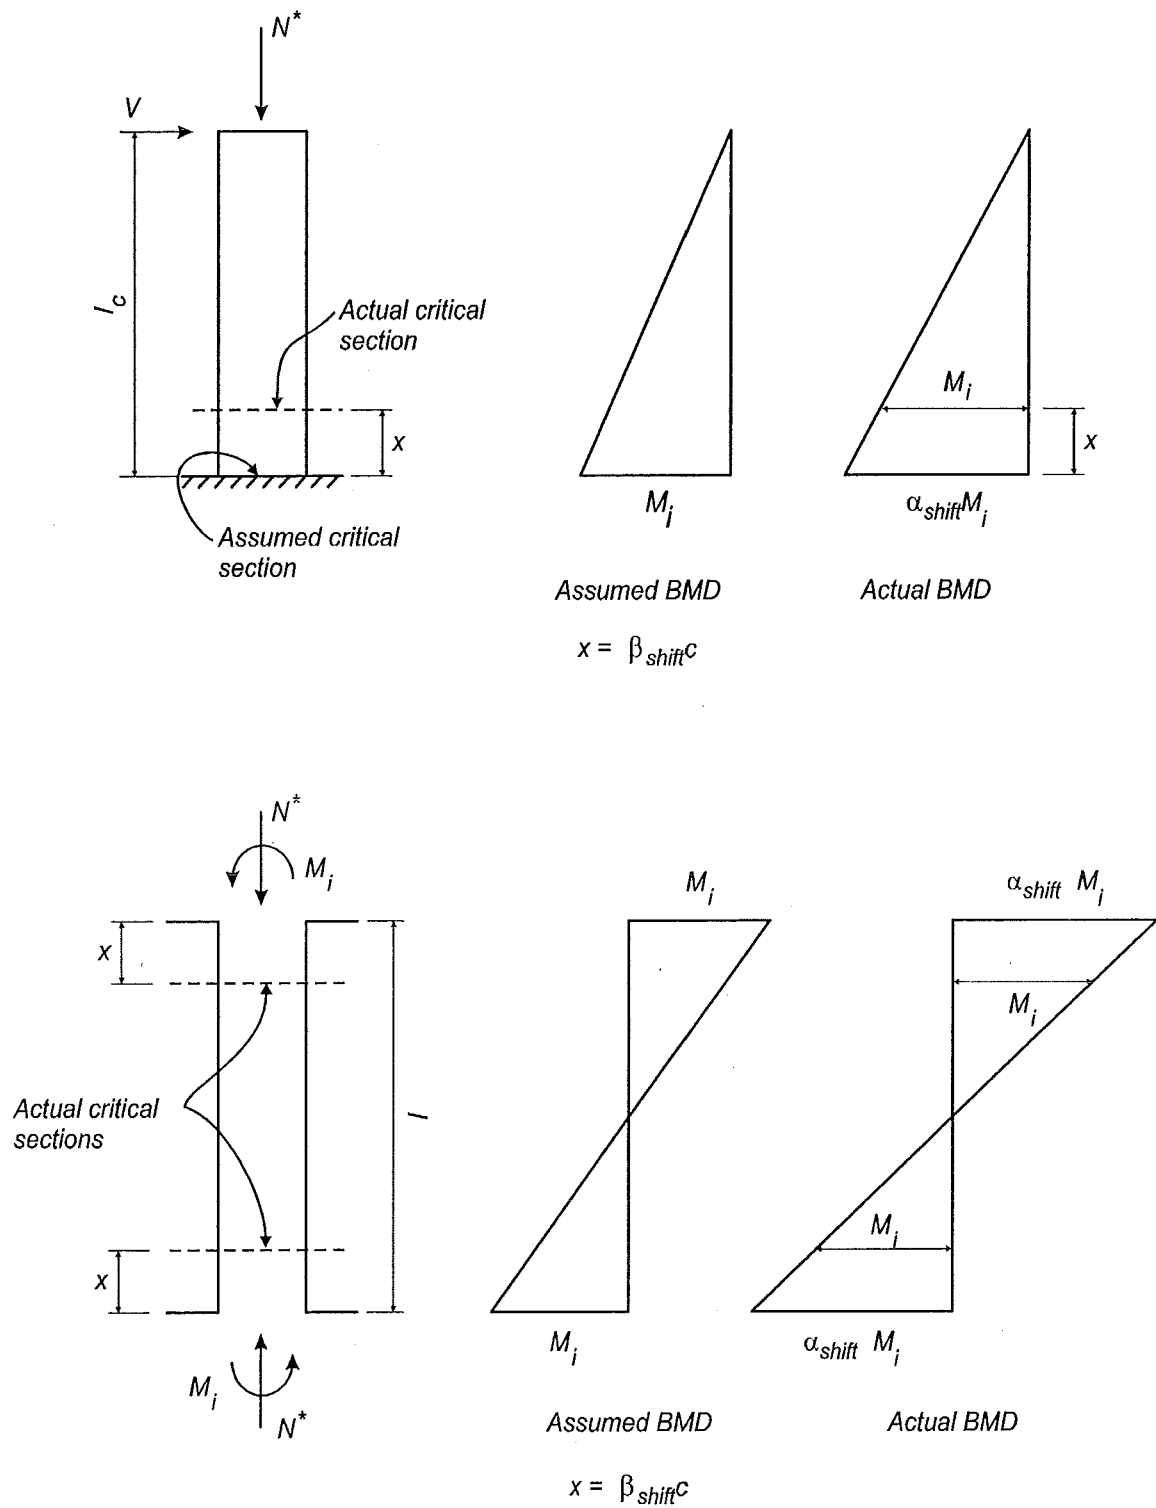 N*
V
l_c
Actual critical
section
x
Assumed critical
section
M_i
Assumed BMD
M_i
x
α_shift M_i
Actual BMD
x = β_shift c
N*
M_i
x
Actual critical
sections
l
x
M_i
N*
M_i
M_i
Assumed BMD
α_shift M_i
M_i
M_i
α_shift M_i
Actual BMD
x = β_shift c